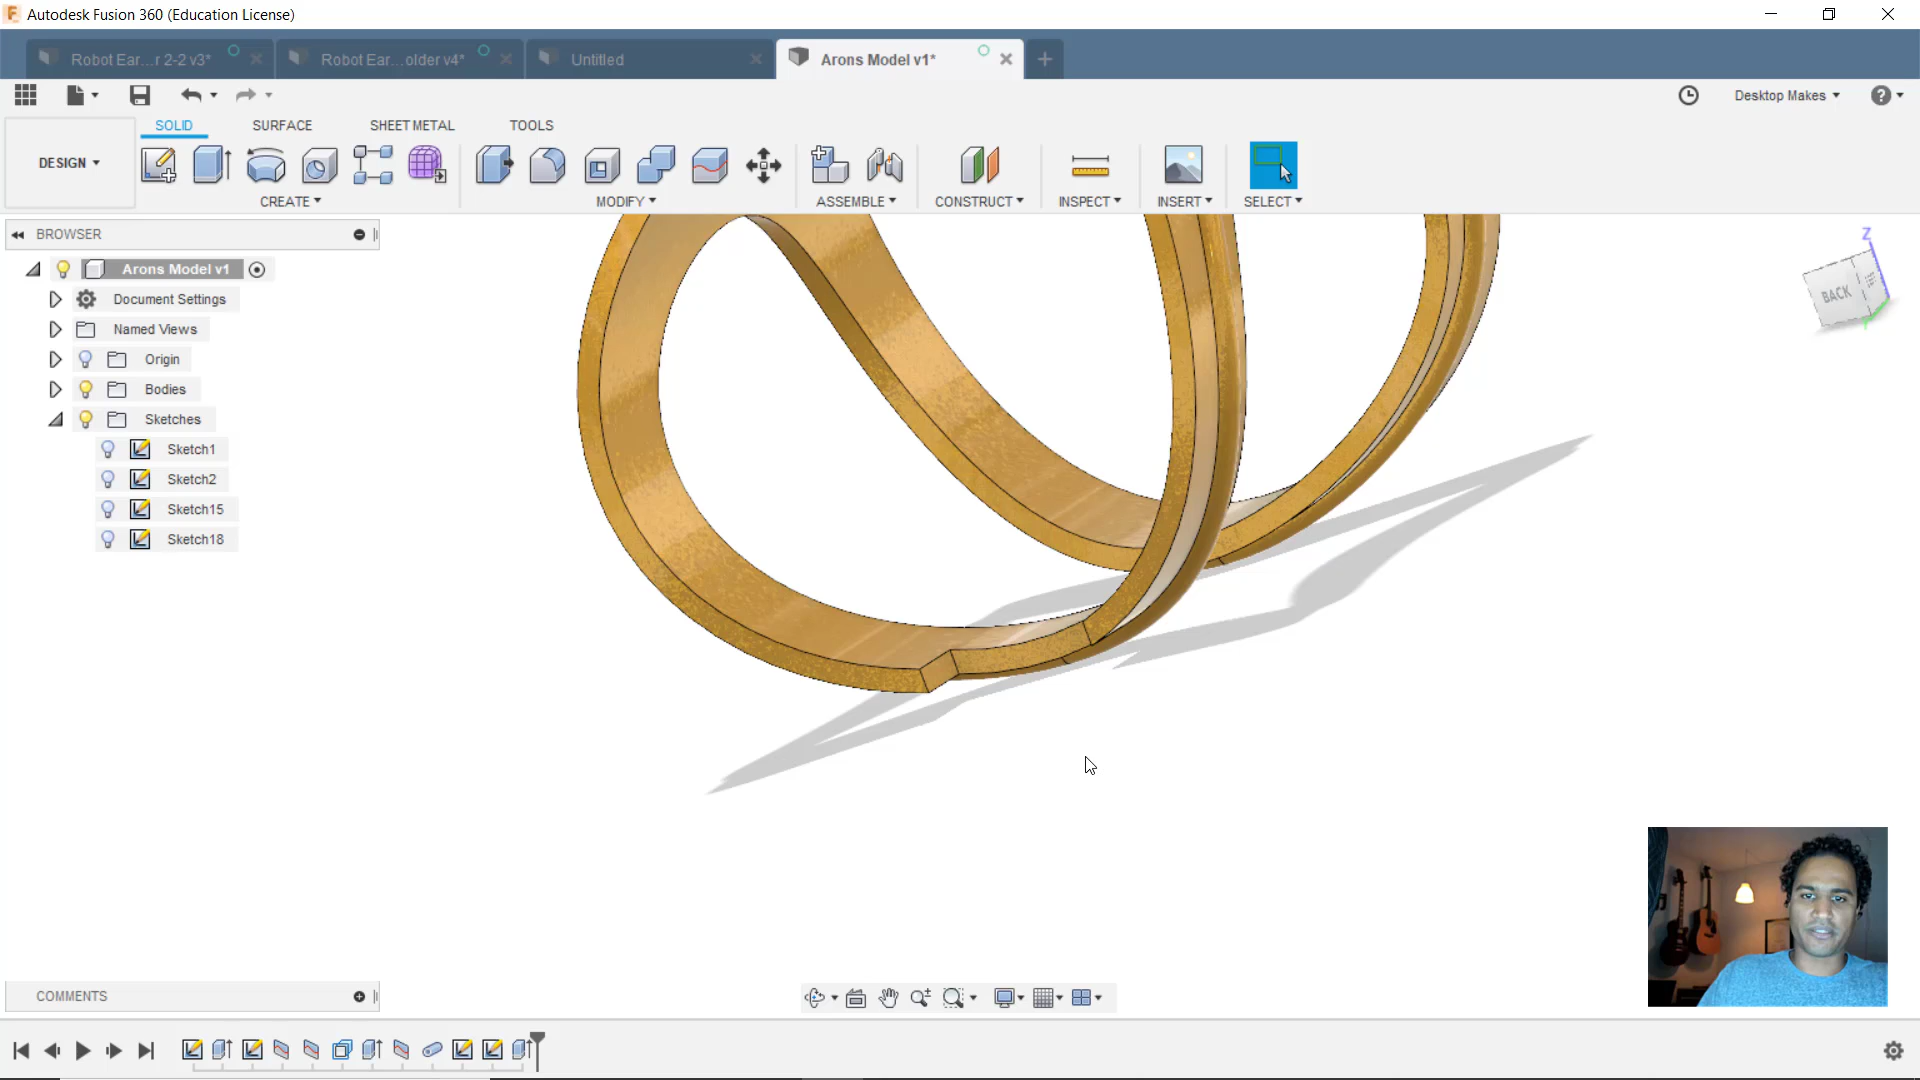 Autodesk Fusion 360 (Education License)
Robot Ear...r 2-2 v3*
Robot Ear...older v4*
Untitled
Arons Model v1*
Desktop Makes
SOLID
SURFACE
SHEET METAL
TOOLS
DESIGN
CREATE
MODIFY
ASSEMBLE
CONSTRUCT
INSPECT
INSERT
SELECT
BROWSER
Arons Model v1
Document Settings
Named Views
Origin
Bodies
Sketches
Sketch1
Sketch2
Sketch15
Sketch18
Z
BACK
COMMENTS